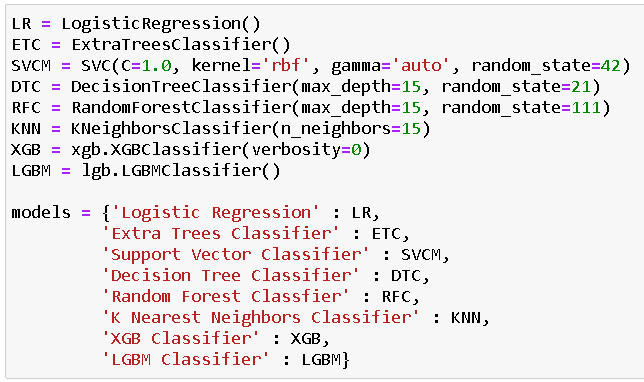 LR = LogisticRegression()
ETC = ExtraTreesClassifier()
SVCM = SVC(C=1.0, kernel='rbf', gamma='auto', random_state=42)
DTC = DecisionTreeClassifier(max_depth=15, random_state=21)
RFC = RandomForestClassifier(max_depth=15, random_state=111)
KNN = KNeighborsClassifier(n_neighbors=15)
XGB = xgb.XGBClassifier(verbosity=0)
LGBM = lgb.LGBMClassifier()

models = {'Logistic Regression' : LR,
'Extra Trees Classifier' : ETC,
'Support Vector Classifier' : SVCM,
'Decision Tree Classifier' : DTC,
'Random Forest Classfier' : RFC,
'K Nearest Neighbors Classifier' : KNN,
'XGB Classifier' : XGB,
'LGBM Classifier' : LGBM}